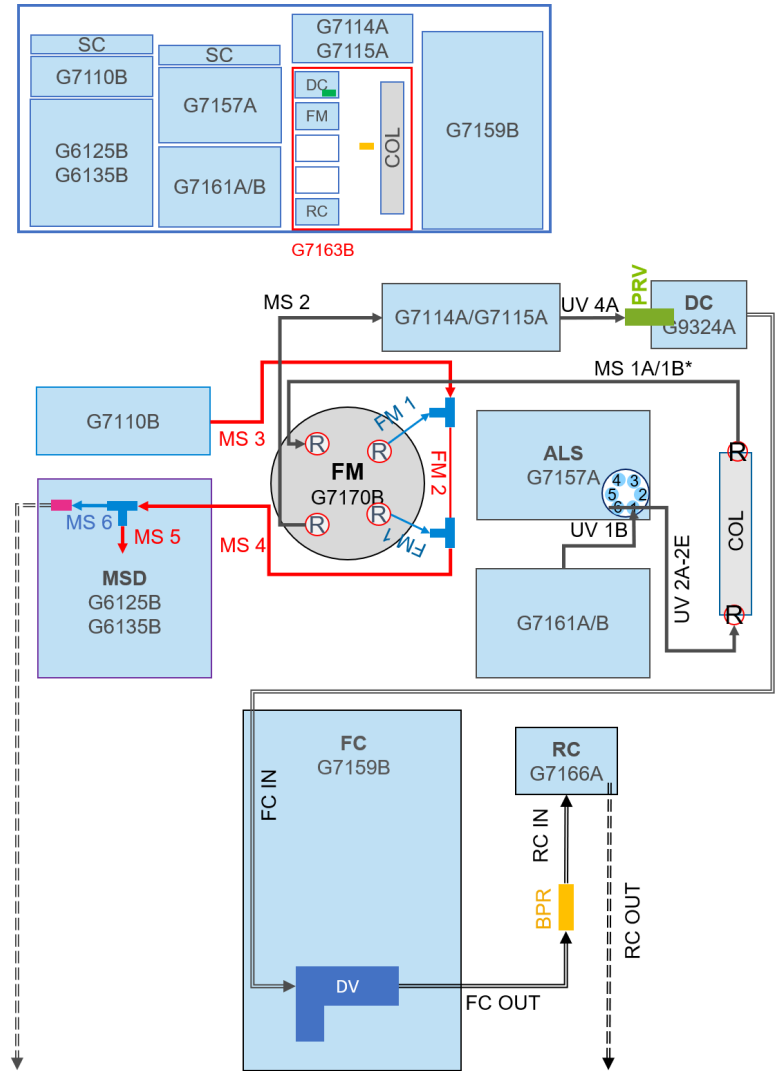 G7114A
G7115A
SC
SC
G7110B
G7157A
DC
FM
G7159B
COL
G6125B
G6135B
G7161A/B
RC
G7163B
MS 2
G7114A/G7115A
UV 4A
PRV
DC
G9324A
MS 1A/1B*
G7110B
MS 3
FM 1
R
R
R
R
FM
G7170B
FM 2
FM 1
ALS
G7157A
4 3
5 2
6 1
R
COL
R
UV 1B
UV 2A-2E
G7161A/B
MS 6
MS 5
MS 4
MSD
G6125B
G6135B
FC
G7159B
FC IN
RC
G7166A
RC IN
BPR
RC OUT
DV
FC OUT